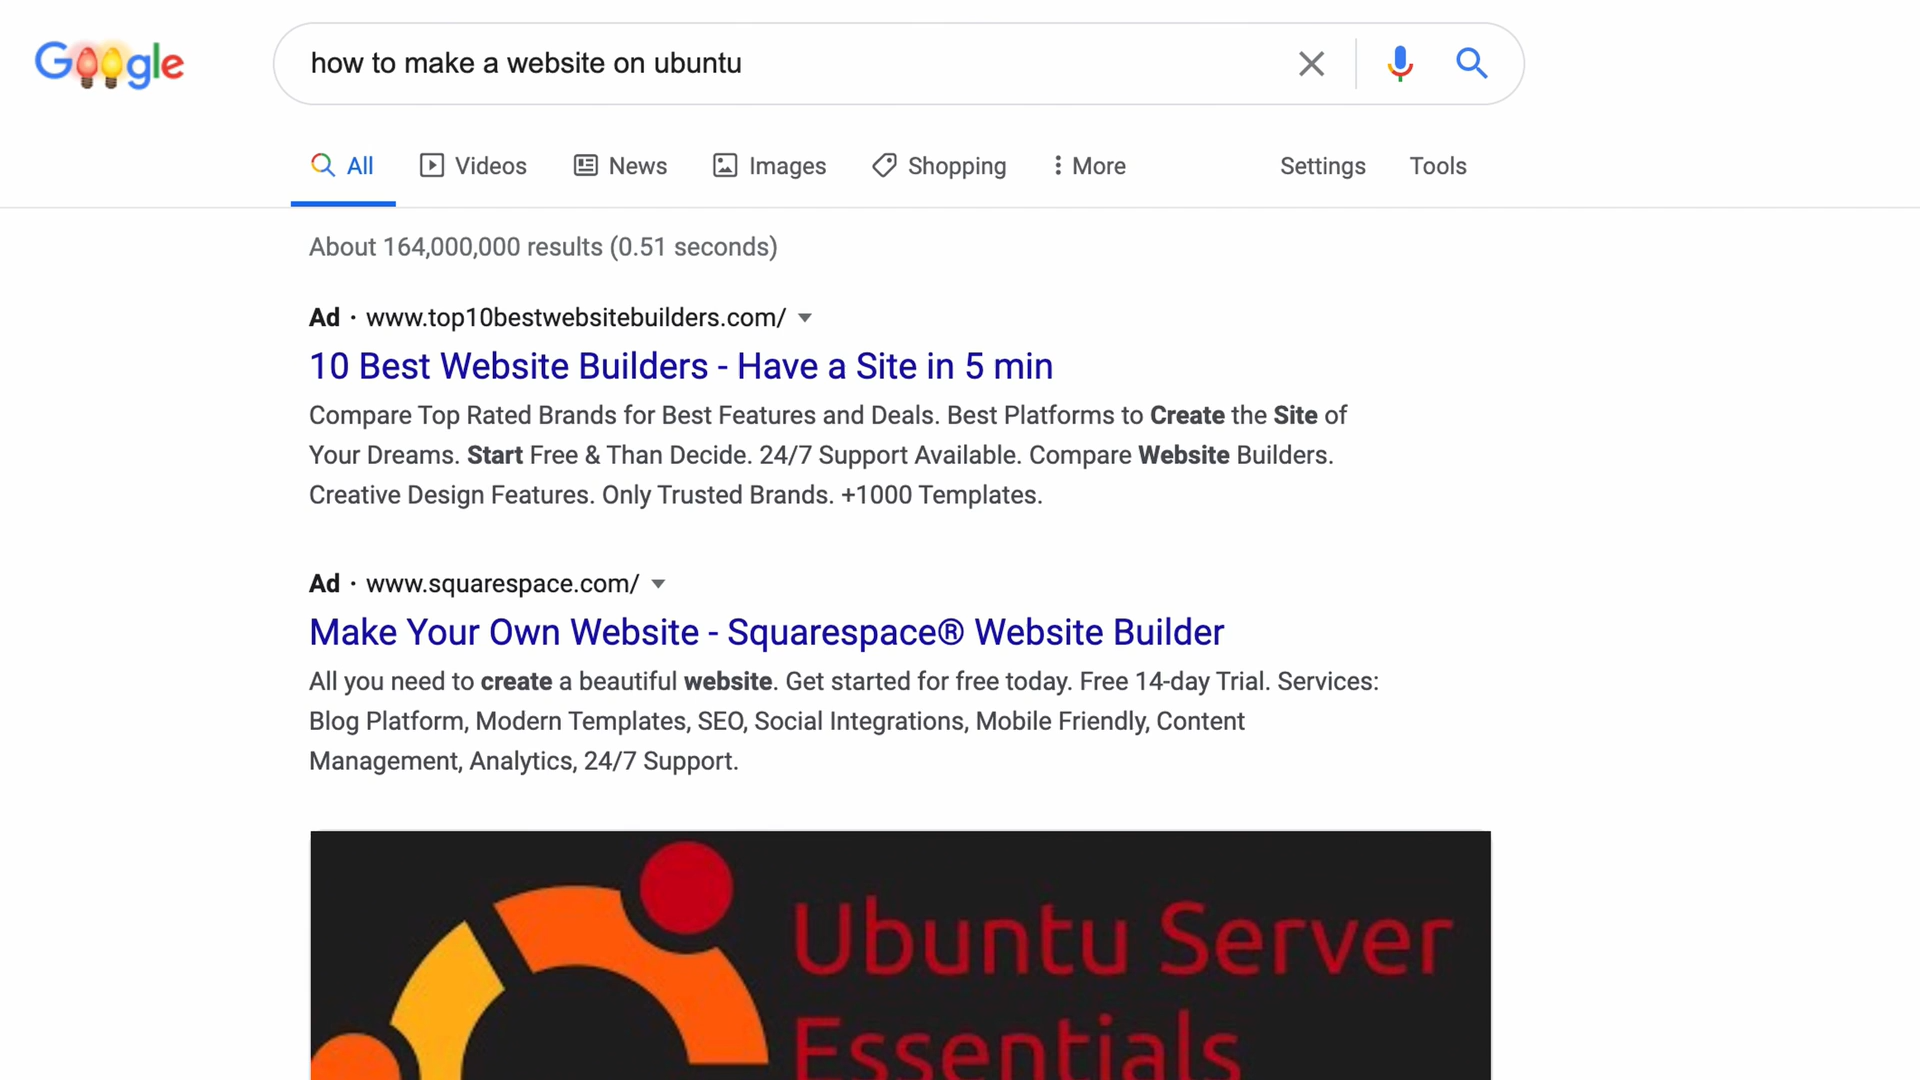 Google
how to make a website on ubuntu
All Videos News Images Shopping More Settings Tools
About 164,000,000 results (0.51 seconds)
Ad · www.top10bestwebsitebuilders.com/
10 Best Website Builders - Have a Site in 5 min
Compare Top Rated Brands for Best Features and Deals. Best Platforms to Create the Site of
Your Dreams. Start Free & Than Decide. 24/7 Support Available. Compare Website Builders.
Creative Design Features. Only Trusted Brands. +1000 Templates.
Ad · www.squarespace.com/
Make Your Own Website - Squarespace® Website Builder
All you need to create a beautiful website. Get started for free today. Free 14-day Trial. Services:
Blog Platform, Modern Templates, SEO, Social Integrations, Mobile Friendly, Content
Management, Analytics, 24/7 Support.
Ubuntu Server
Essentials